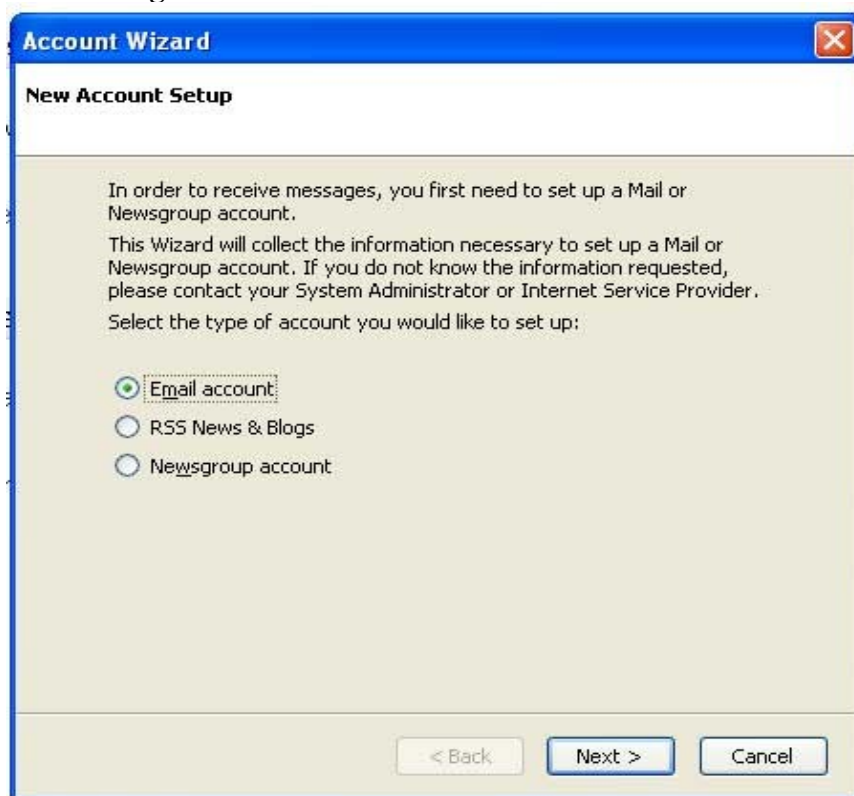 Account Wizard
New Account Setup
In order to receive messages, you first need to set up a Mail or
Newsgroup account.
This Wizard will collect the information necessary to set up a Mail or
Newsgroup account. If you do not know the information requested,
please contact your System Administrator or Internet Service Provider.
Select the type of account you would like to set up:
Email account
RSS News & Blogs
Newsgroup account
< Back Next > Cancel